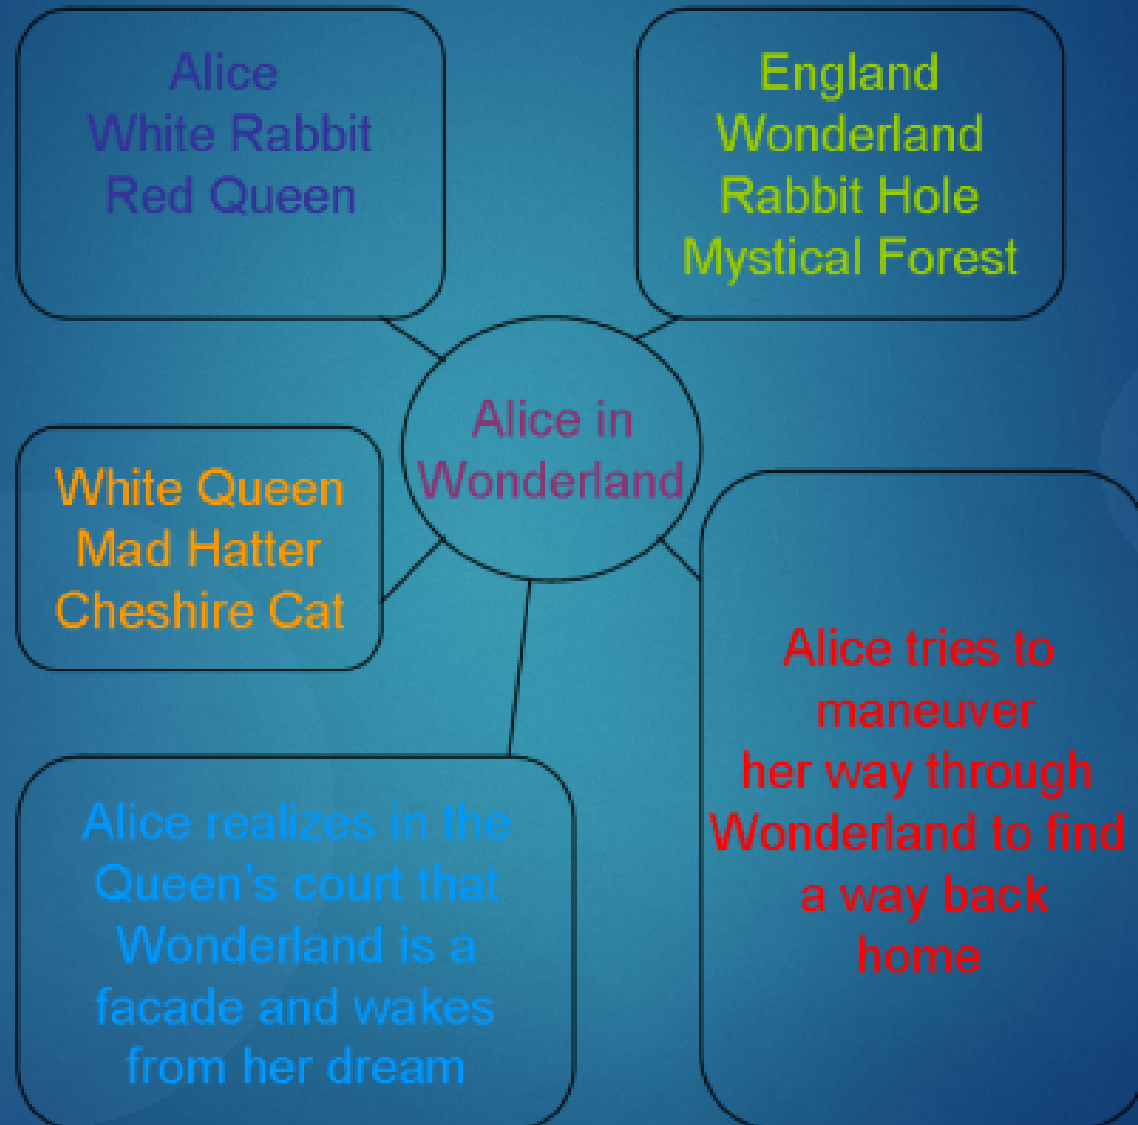 Alice
White Rabbit
Red Queen
England
Wonderland
Rabbit Hole
Mystical Forest
Alice in
Wonderland
White Queen
Mad Hatter
Cheshire Cat
Alice tries to
maneuver
her way through
Wonderland to find
a way back
home
Alice realizes in the
Queen's court that
Wonderland is a
facade and wakes
from her dream